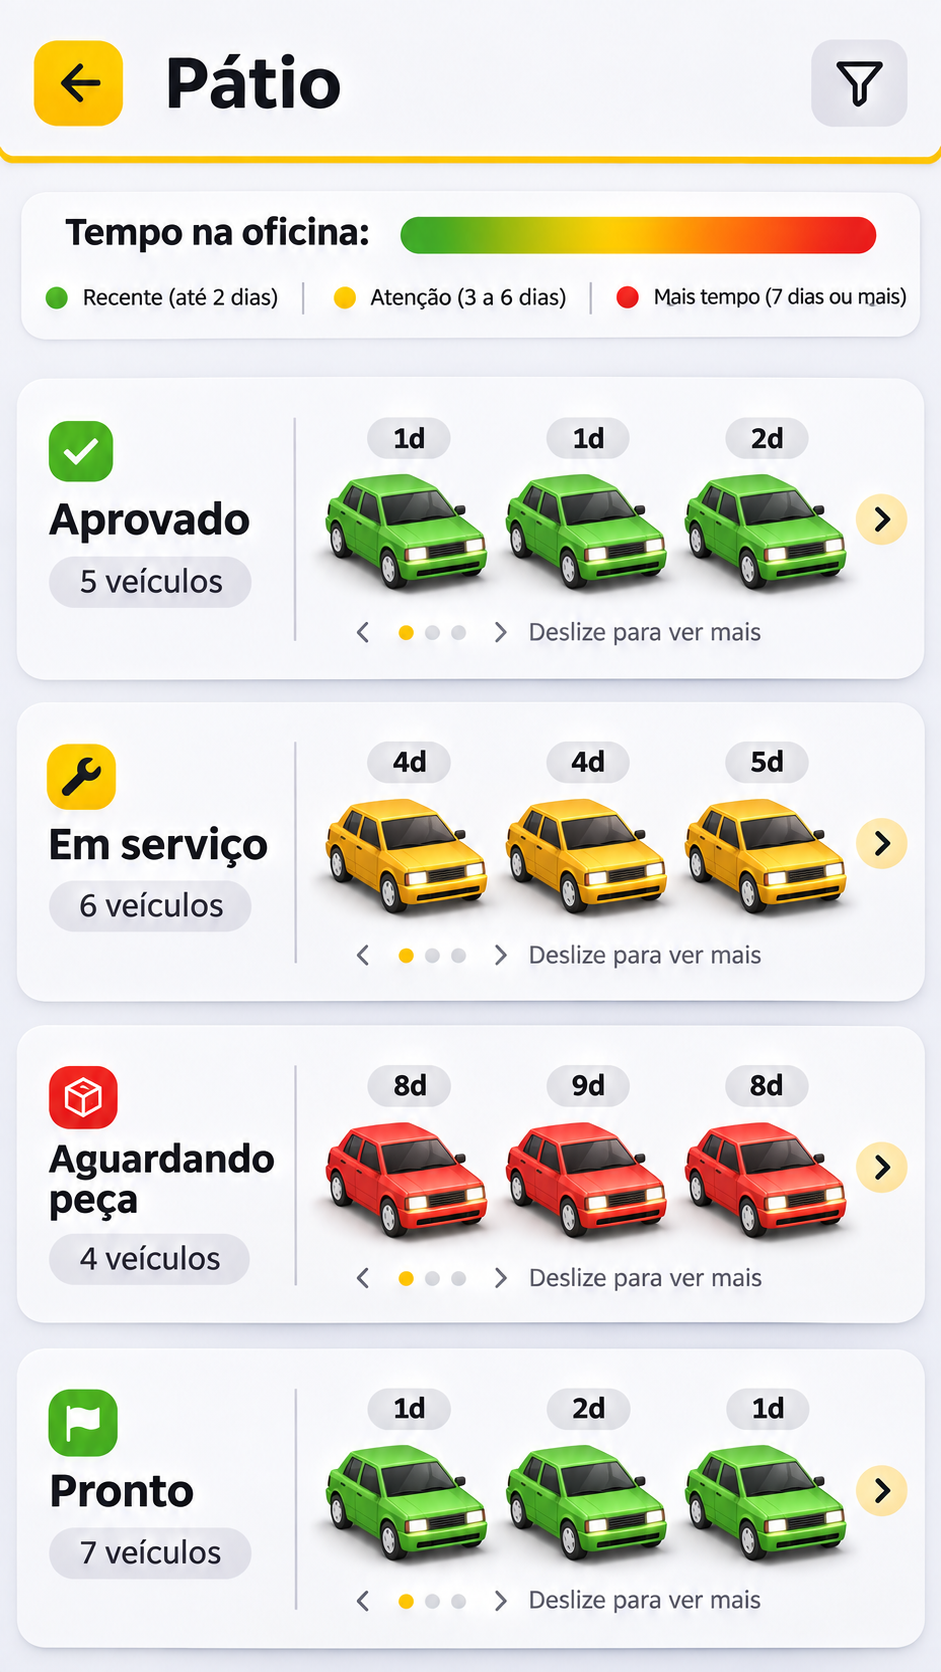 Pátio
Tempo na oficina:
Recente (até 2 dias)
Atenção (3 a 6 dias)
Mais tempo (7 dias ou mais)
1d 1d 2d
Aprovado
5 veículos
Deslize para ver mais
4d 4d 5d
Em serviço
6 veículos
Deslize para ver mais
8d 9d 8d
Aguardando
peça
4 veículos
Deslize para ver mais
1d 2d 1d
Pronto
7 veículos
Deslize para ver mais